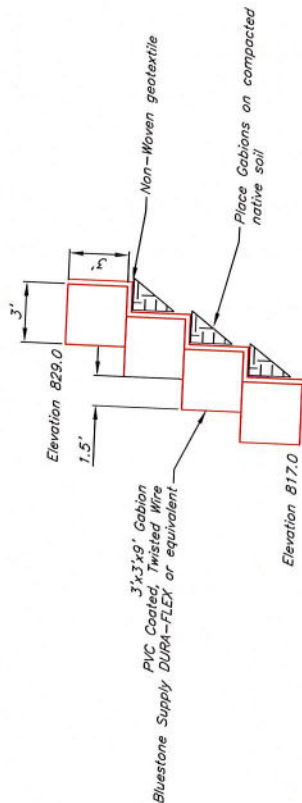 Elevation 829.0
3'
3'
1.5'
Non-Woven geotextile
3'x3'x9' Gabion
PVC Coated, Twisted Wire
Bluestone Supply DURA-FLEX or equivalent
Place Gabions on compacted
native soil
Elevation 817.0